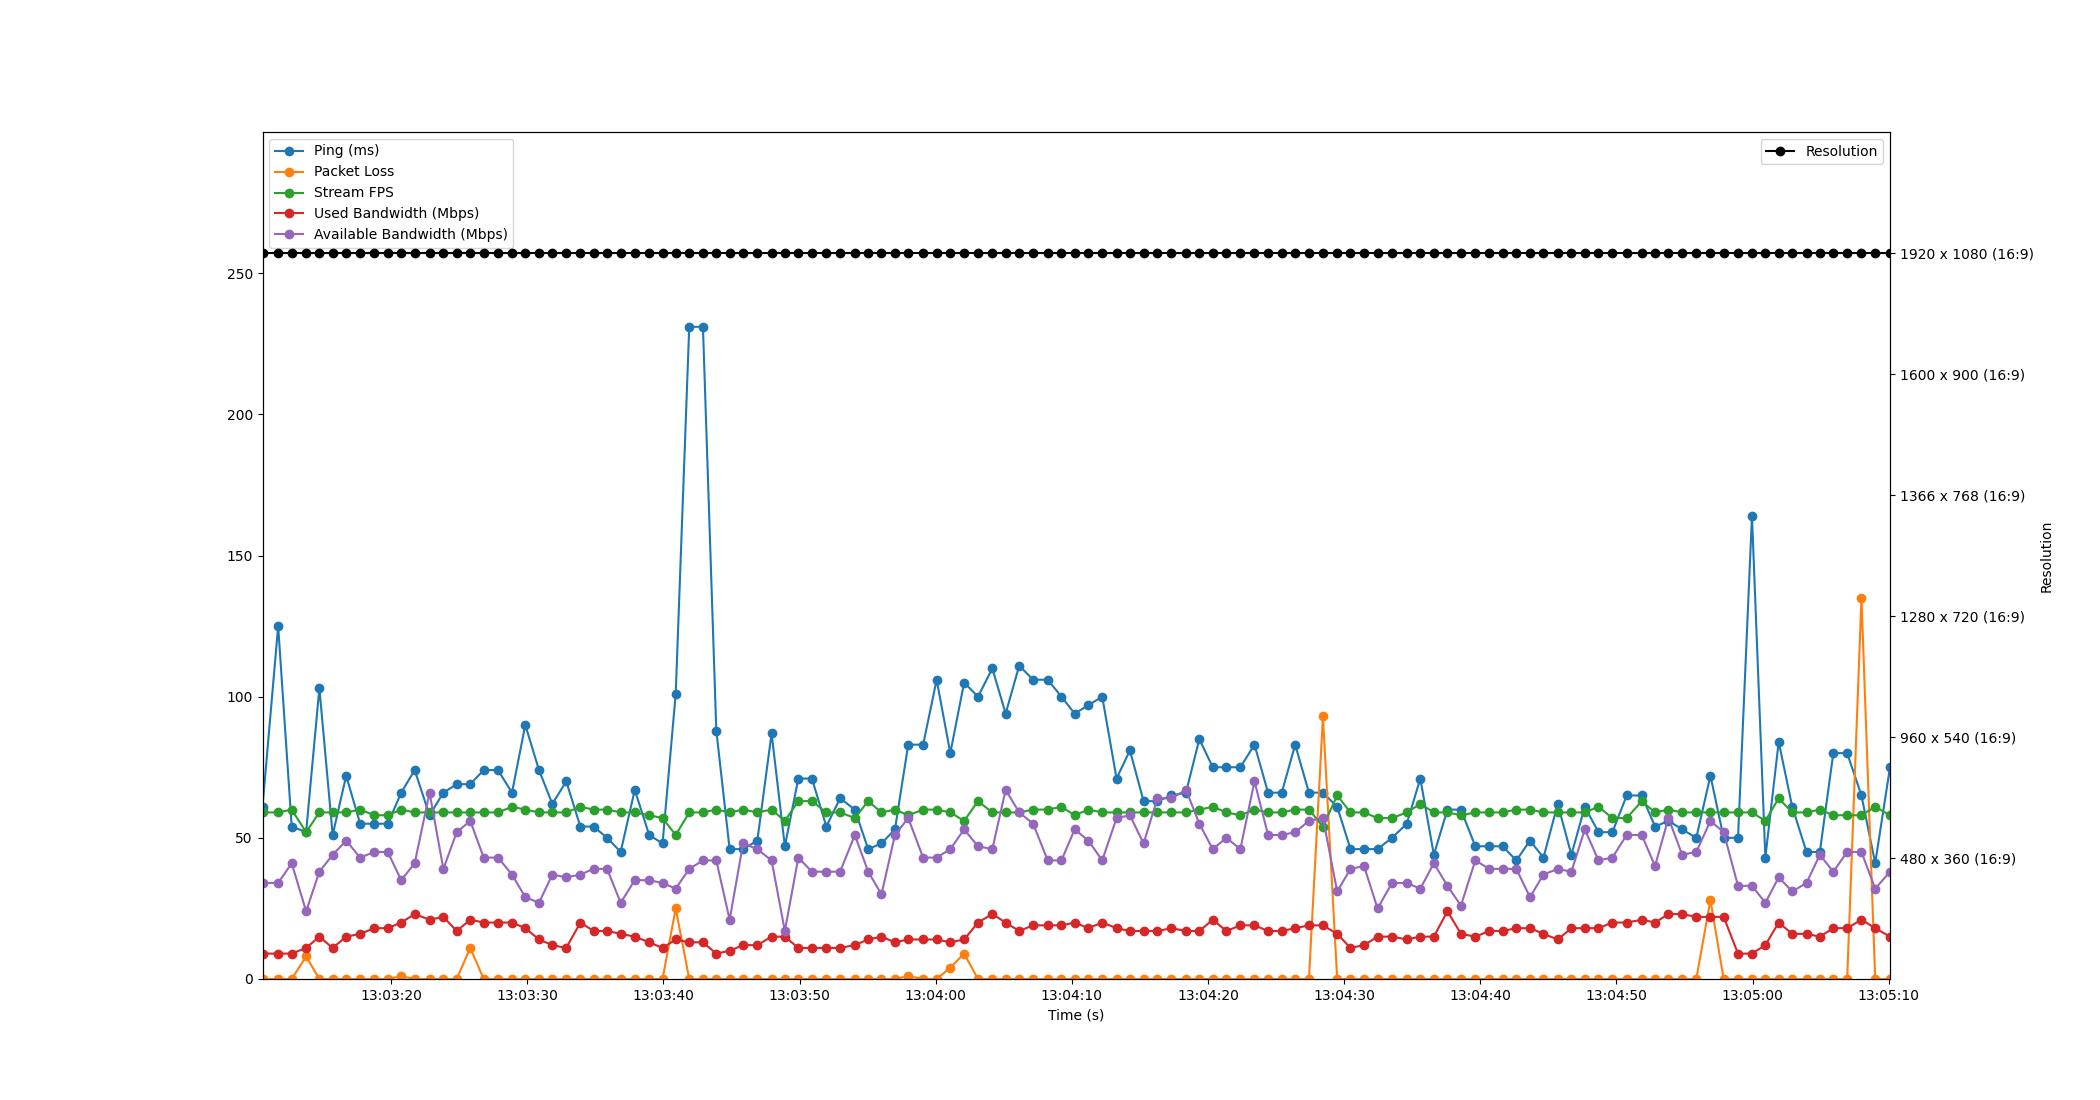 Ping (ms)
Packet Loss
Stream FPS
Used Bandwidth (Mbps)
Available Bandwidth (Mbps)
Resolution
250
200
150
100
50
0
1920 x 1080 (16:9)
1600 x 900 (16:9)
1366 x 768 (16:9)
1280 x 720 (16:9)
960 x 540 (16:9)
480 x 360 (16:9)
Resolution
13:03:20 13:03:30 13:03:40 13:03:50 13:04:00 13:04:10 13:04:20 13:04:30 13:04:40 13:04:50 13:05:00 13:05:10
Time (s)